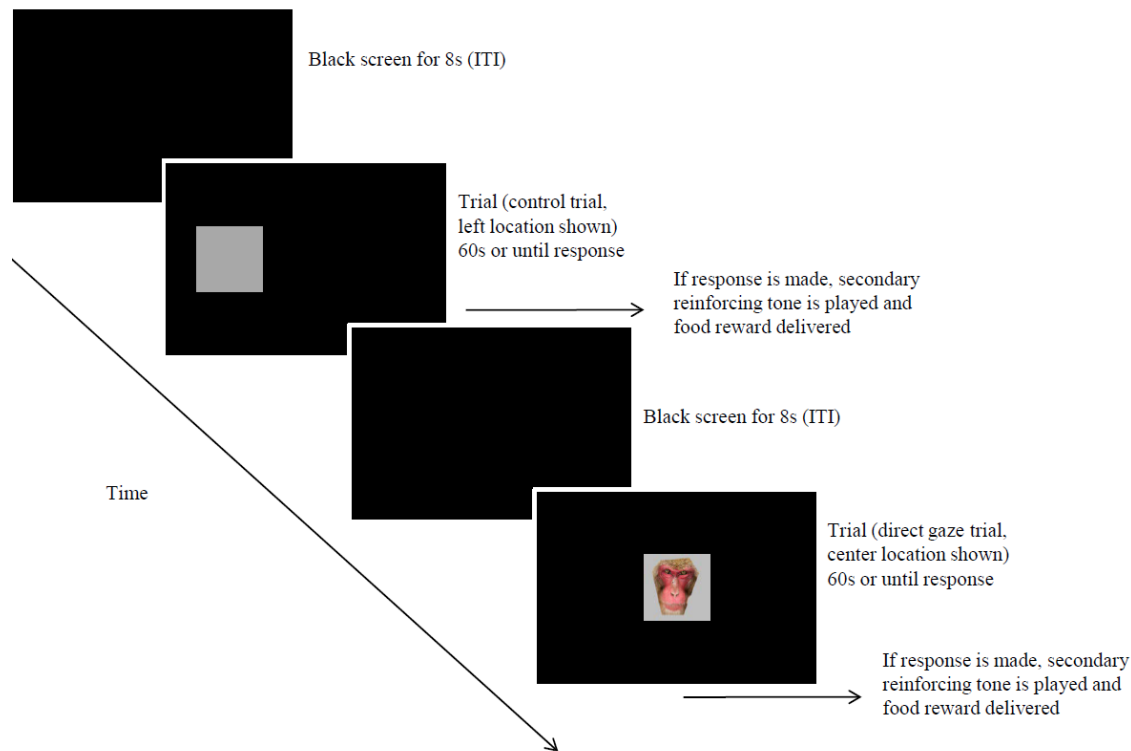 Black screen for 8s (ITI)
Trial (control trial,
left location shown)
60s or until response
If response is made, secondary
reinforcing tone is played and
food reward delivered
Black screen for 8s (ITI)
Time
Trial (direct gaze trial,
center location shown)
60s or until response
If response is made, secondary
reinforcing tone is played and
food reward delivered